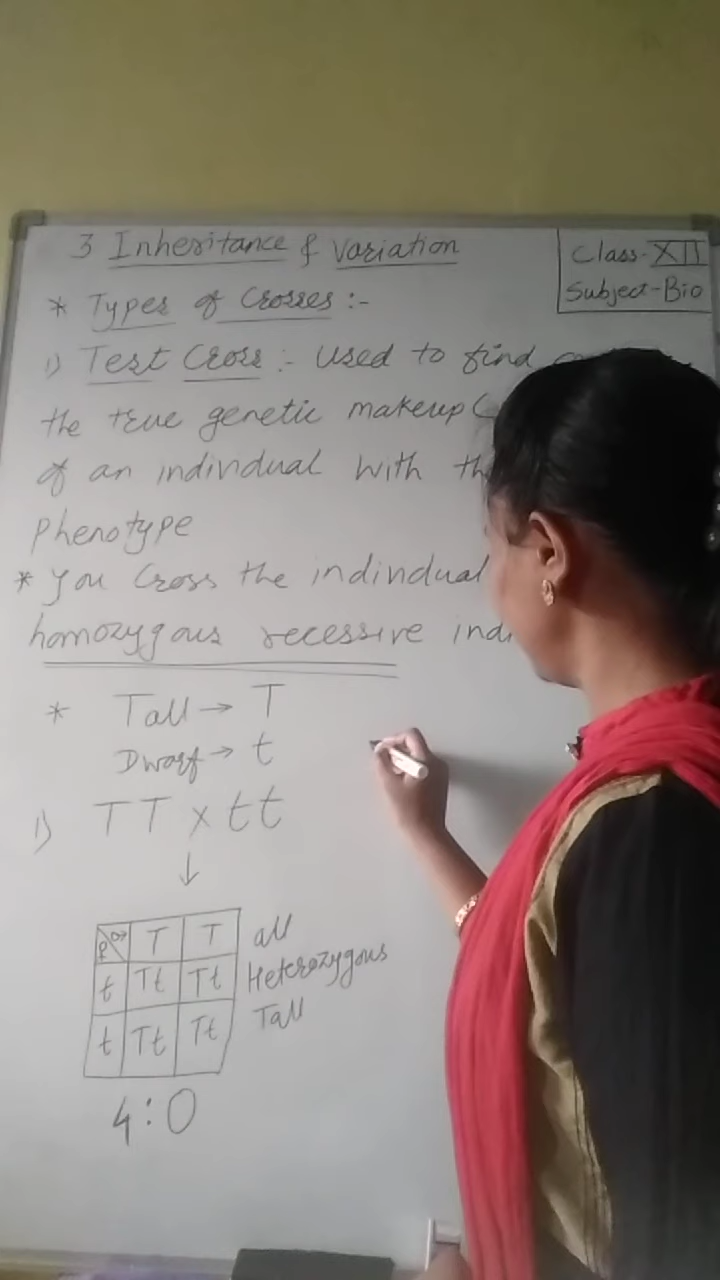 3 Inheritance & Variation
Class-XII
Subject-Bio
* Types of Crosses :-
1) Test Cross :- Used to find
the true genetic makeup (
of an individual with th
Phenotype
* You Cross the individual
homozygous recessive indi
* Tall → T
Dwarf → t
1) TT x tt
↓
♀ ♂ T T
t Tt Tt
t Tt Tt
all
Heterozygous
Tall
4:0